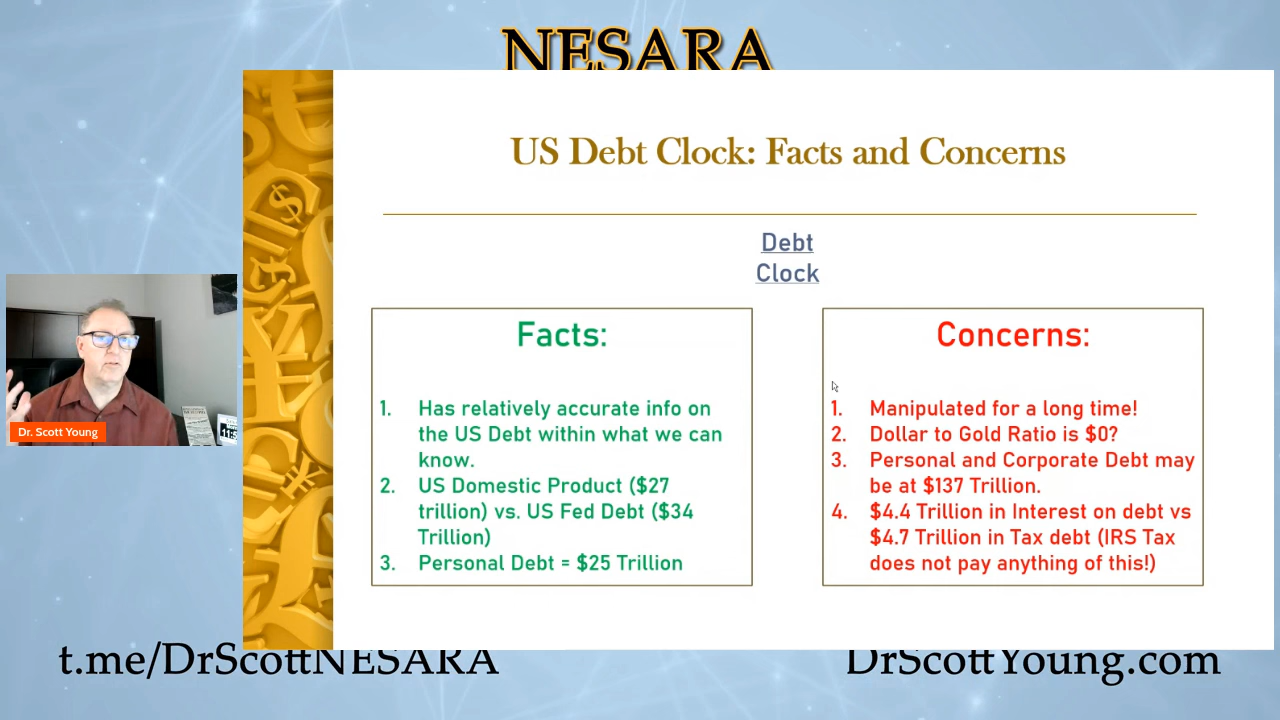 NESARA
US Debt Clock: Facts and Concerns
Debt
Clock
Facts:
1. Has relatively accurate info on
the US Debt within what we can
know.
2. US Domestic Product ($27
trillion) vs. US Fed Debt ($34
Trillion)
3. Personal Debt = $25 Trillion
Concerns:
1. Manipulated for a long time!
2. Dollar to Gold Ratio is $0?
3. Personal and Corporate Debt may
be at $137 Trillion.
4. $4.4 Trillion in Interest on debt vs
$4.7 Trillion in Tax debt (IRS Tax
does not pay anything of this!)
Dr. Scott Young
t.me/DrScottNESARA
DrScottYoung.com